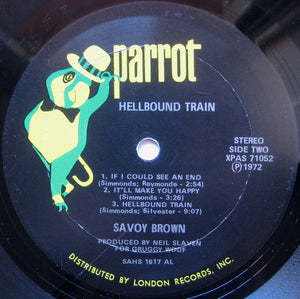 parrot
HELLBOUND TRAIN
STEREO
SIDE TWO
XPAS 71052
Ⓟ1972
1. IF I COULD SEE AN END
(Simmonds; Raymonde - 2:54)
2. IT'LL MAKE YOU HAPPY
(Simmonds - 3:26)
3. HELLBOUND TRAIN
(Simmonds; Silvester - 9:07)
SAVOY BROWN
PRODUCED BY NEIL SLAVEN
FOR GRUGGY WOOF
SAHS 1617 AL
DISTRIBUTED BY LONDON RECORDS, INC.